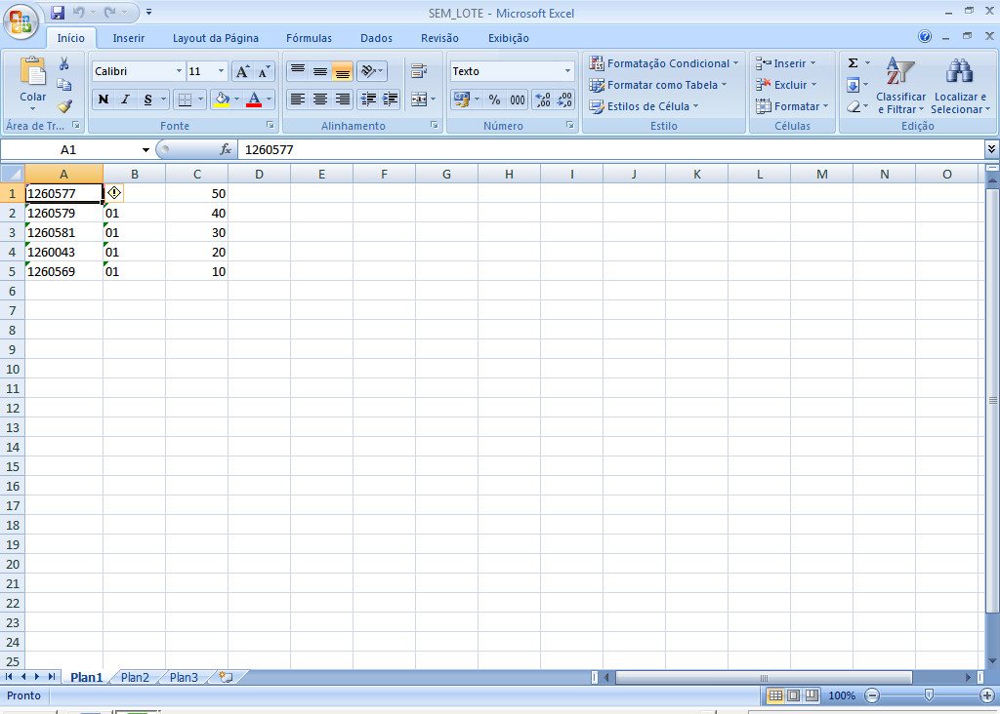 SEM_LOTE - Microsoft Excel
Início Inserir Layout da Página Fórmulas Dados Revisão Exibição
Colar
Área de Tr...
Calibri 11
N I S
Fonte
Alinhamento
Texto
% 000
Número
Formatação Condicional
Formatar como Tabela
Estilos de Célula
Estilo
Inserir
Excluir
Formatar
Células
Σ
Classificar e Filtrar
Localizar e Selecionar
Edição
A1 fx 1260577
A B C D E F G H I J K L M N O
1 1260577 50
2 1260579 01 40
3 1260581 01 30
4 1260043 01 20
5 1260569 01 10
6
7
8
9
10
11
12
13
14
15
16
17
18
19
20
21
22
23
24
25
Plan1 Plan2 Plan3
Pronto 100%